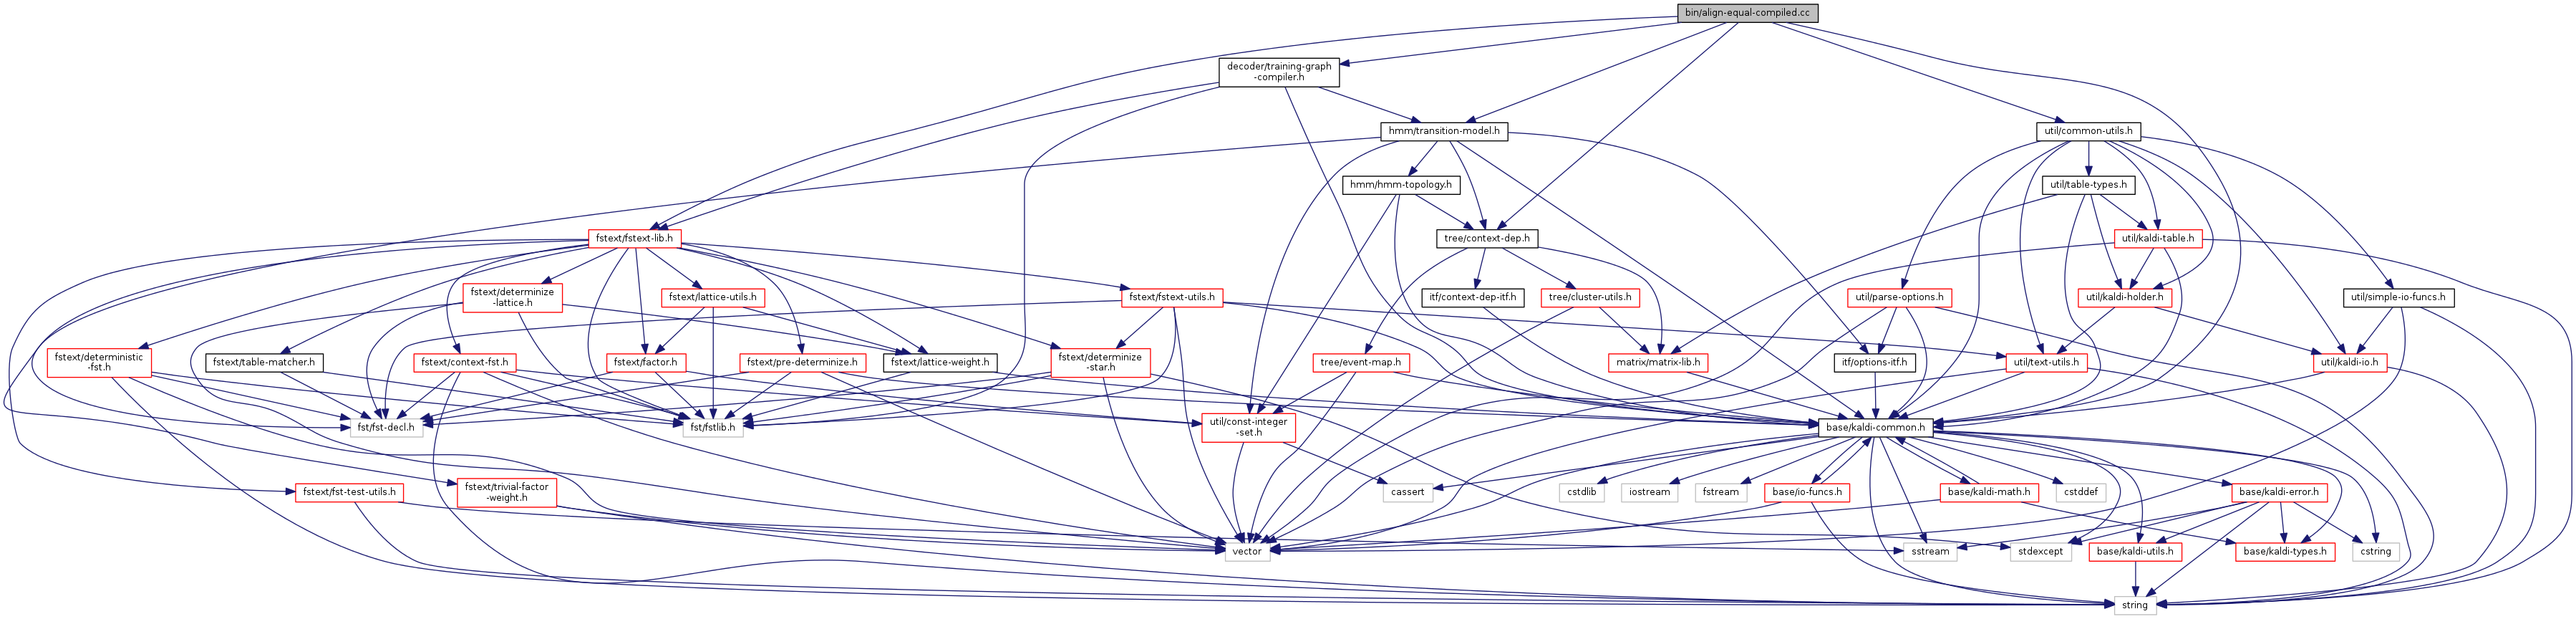 bin/align-equal-compiled.cc
decoder/training-graph
-compiler.h
hmm/transition-model.h
util/common-utils.h
hmm/hmm-topology.h
util/table-types.h
fstext/fstext-lib.h
tree/context-dep.h
util/kaldi-table.h
fstext/determinize
-lattice.h
fstext/lattice-utils.h
fstext/fstext-utils.h
itf/context-dep-itf.h
tree/cluster-utils.h
util/parse-options.h
util/kaldi-holder.h
util/simple-io-funcs.h
fstext/deterministic
-fst.h
fstext/table-matcher.h
fstext/context-fst.h
fstext/factor.h
fstext/pre-determinize.h
fstext/lattice-weight.h
fstext/determinize
-star.h
tree/event-map.h
matrix/matrix-lib.h
itf/options-itf.h
util/text-utils.h
util/kaldi-io.h
fst/fst-decl.h
fst/fstlib.h
util/const-integer
-set.h
base/kaldi-common.h
fstext/fst-test-utils.h
fstext/trivial-factor
-weight.h
cassert
cstdlib
iostream
fstream
base/io-funcs.h
base/kaldi-math.h
cstddef
base/kaldi-error.h
vector
sstream
stdexcept
base/kaldi-utils.h
base/kaldi-types.h
cstring
string